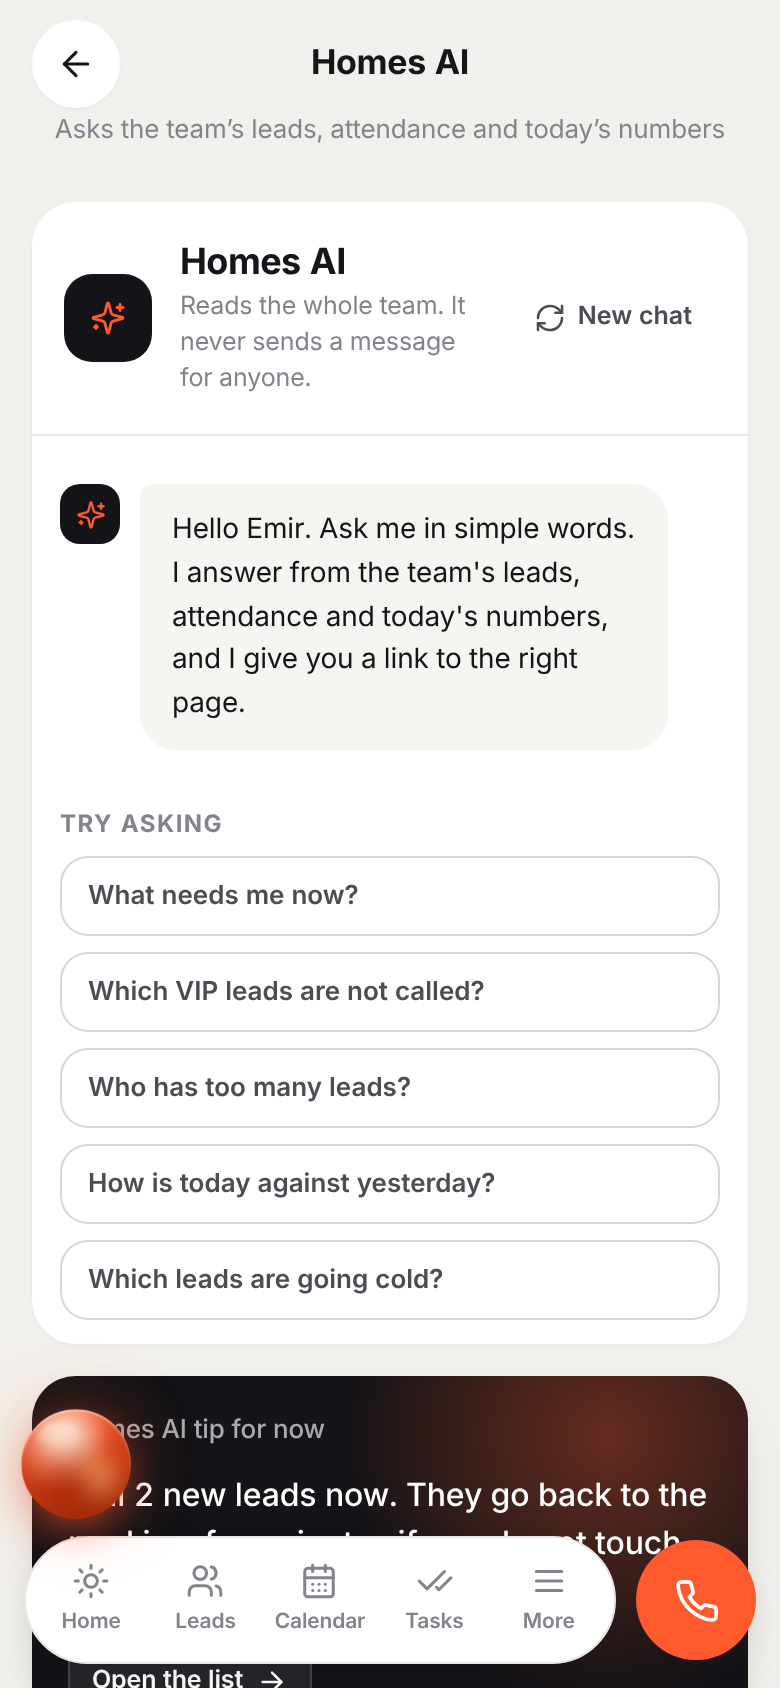 Homes AI
Asks the team’s leads, attendance and today’s numbers
Homes AI
Reads the whole team. It
never sends a message
for anyone.
New chat
Hello Emir. Ask me in simple words.
I answer from the team's leads,
attendance and today's numbers,
and I give you a link to the right
page.
TRY ASKING
What needs me now?
Which VIP leads are not called?
Who has too many leads?
How is today against yesterday?
Which leads are going cold?
AI tip for now
2 new leads now. They go back to the
touch
Home
Leads
Calendar
Tasks
More
Open the list